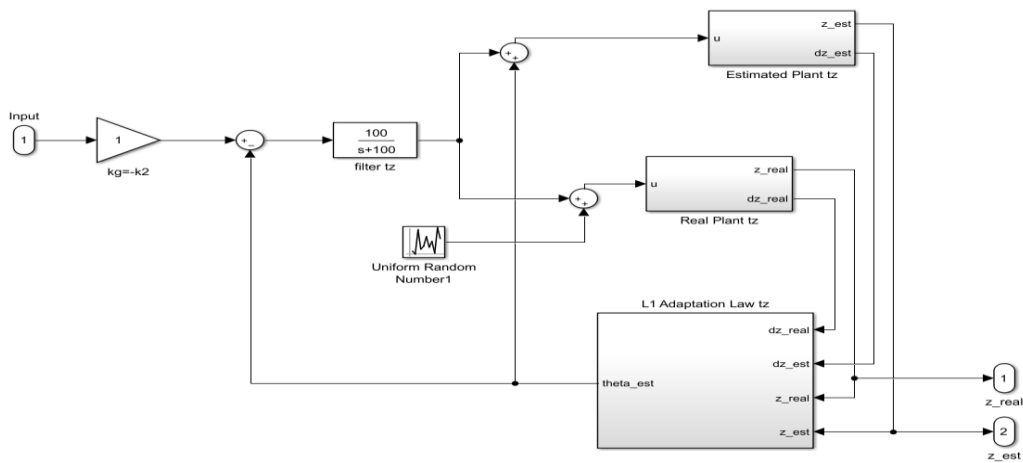 Input
1
1
kg=-k2
+
−
100
s+100
filter tz
+
+
u
z_est
dz_est
Estimated Plant tz
+
+
u
z_real
dz_real
Real Plant tz
Uniform Random
Number1
L1 Adaptation Law tz
theta_est
dz_real
dz_est
z_real
z_est
1
z_real
2
z_est